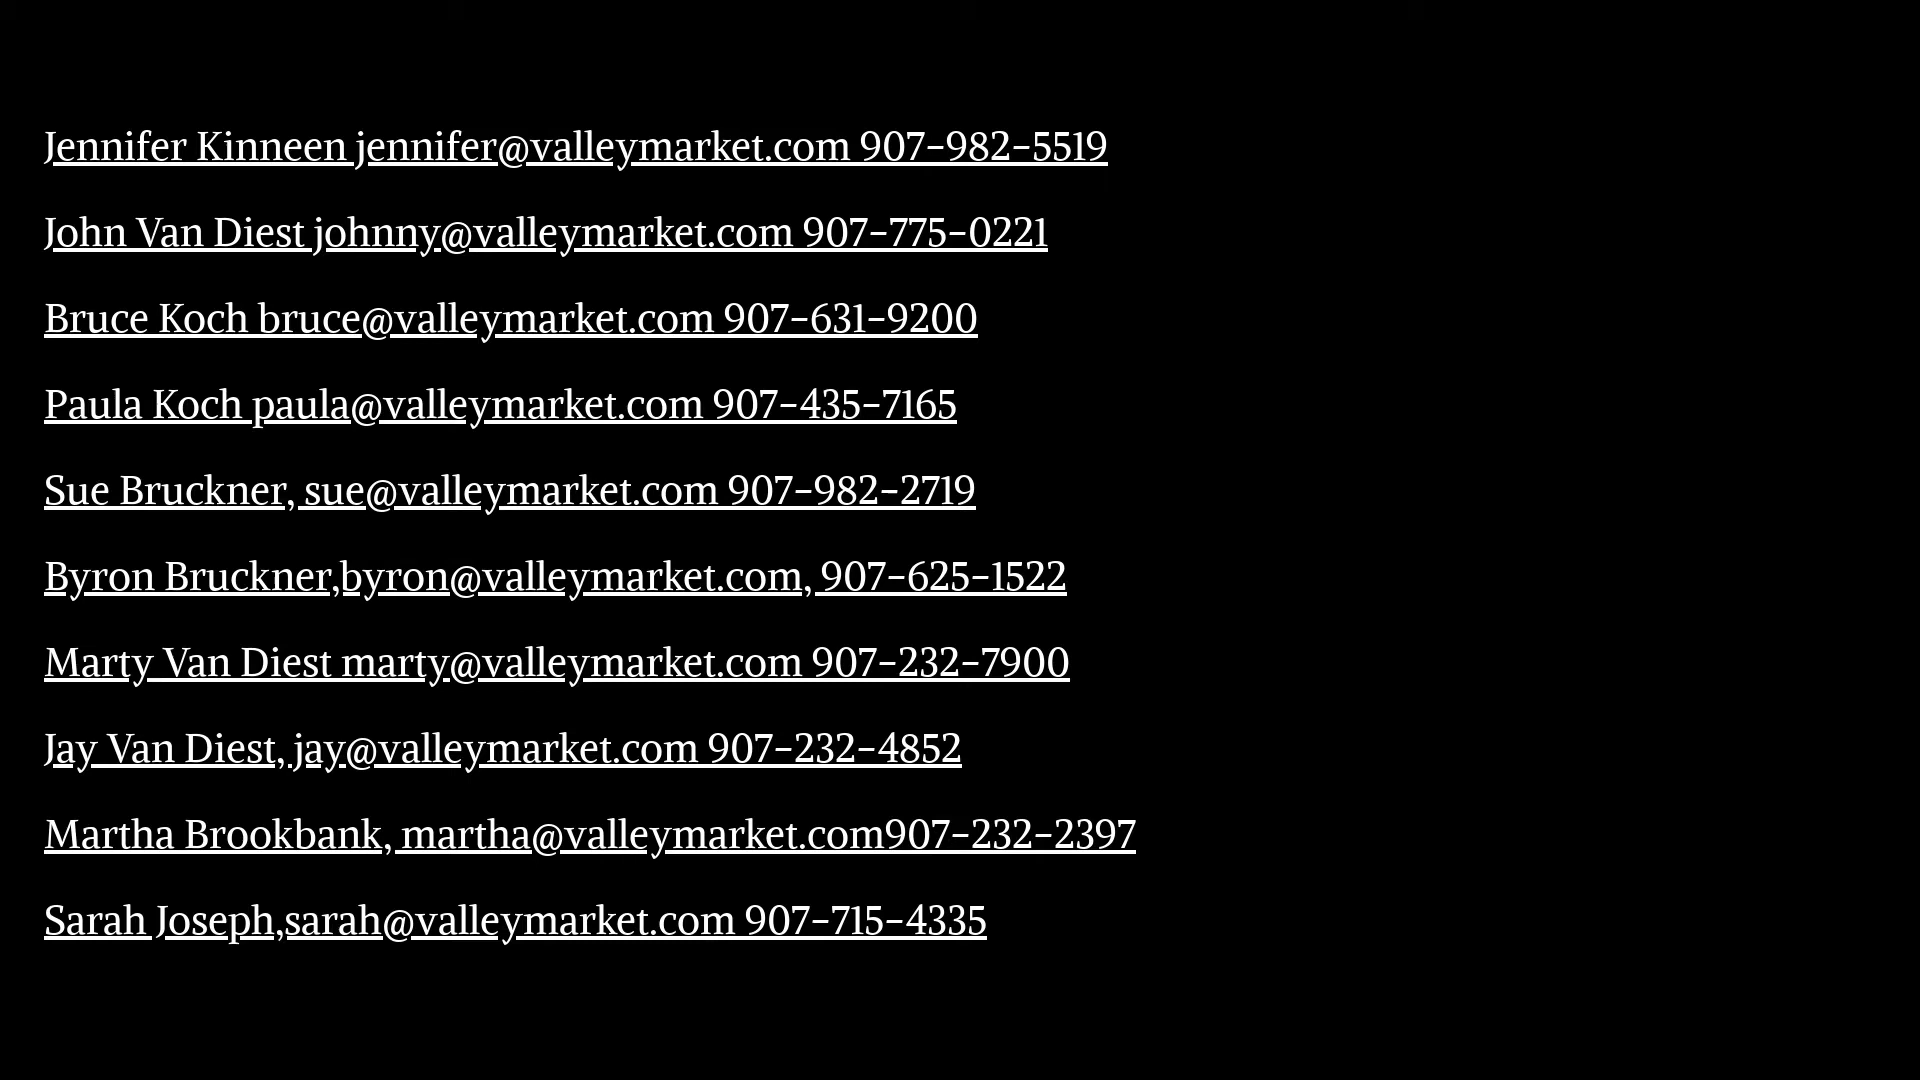 Jennifer Kinneen jennifer@valleymarket.com 907-982-5519
John Van Diest johnny@valleymarket.com 907-775-0221
Bruce Koch bruce@valleymarket.com 907-631-9200
Paula Koch paula@valleymarket.com 907-435-7165
Sue Bruckner, sue@valleymarket.com 907-982-2719
Byron Bruckner,byron@valleymarket.com, 907-625-1522
Marty Van Diest marty@valleymarket.com 907-232-7900
Jay Van Diest, jay@valleymarket.com 907-232-4852
Martha Brookbank, martha@valleymarket.com907-232-2397
Sarah Joseph,sarah@valleymarket.com 907-715-4335